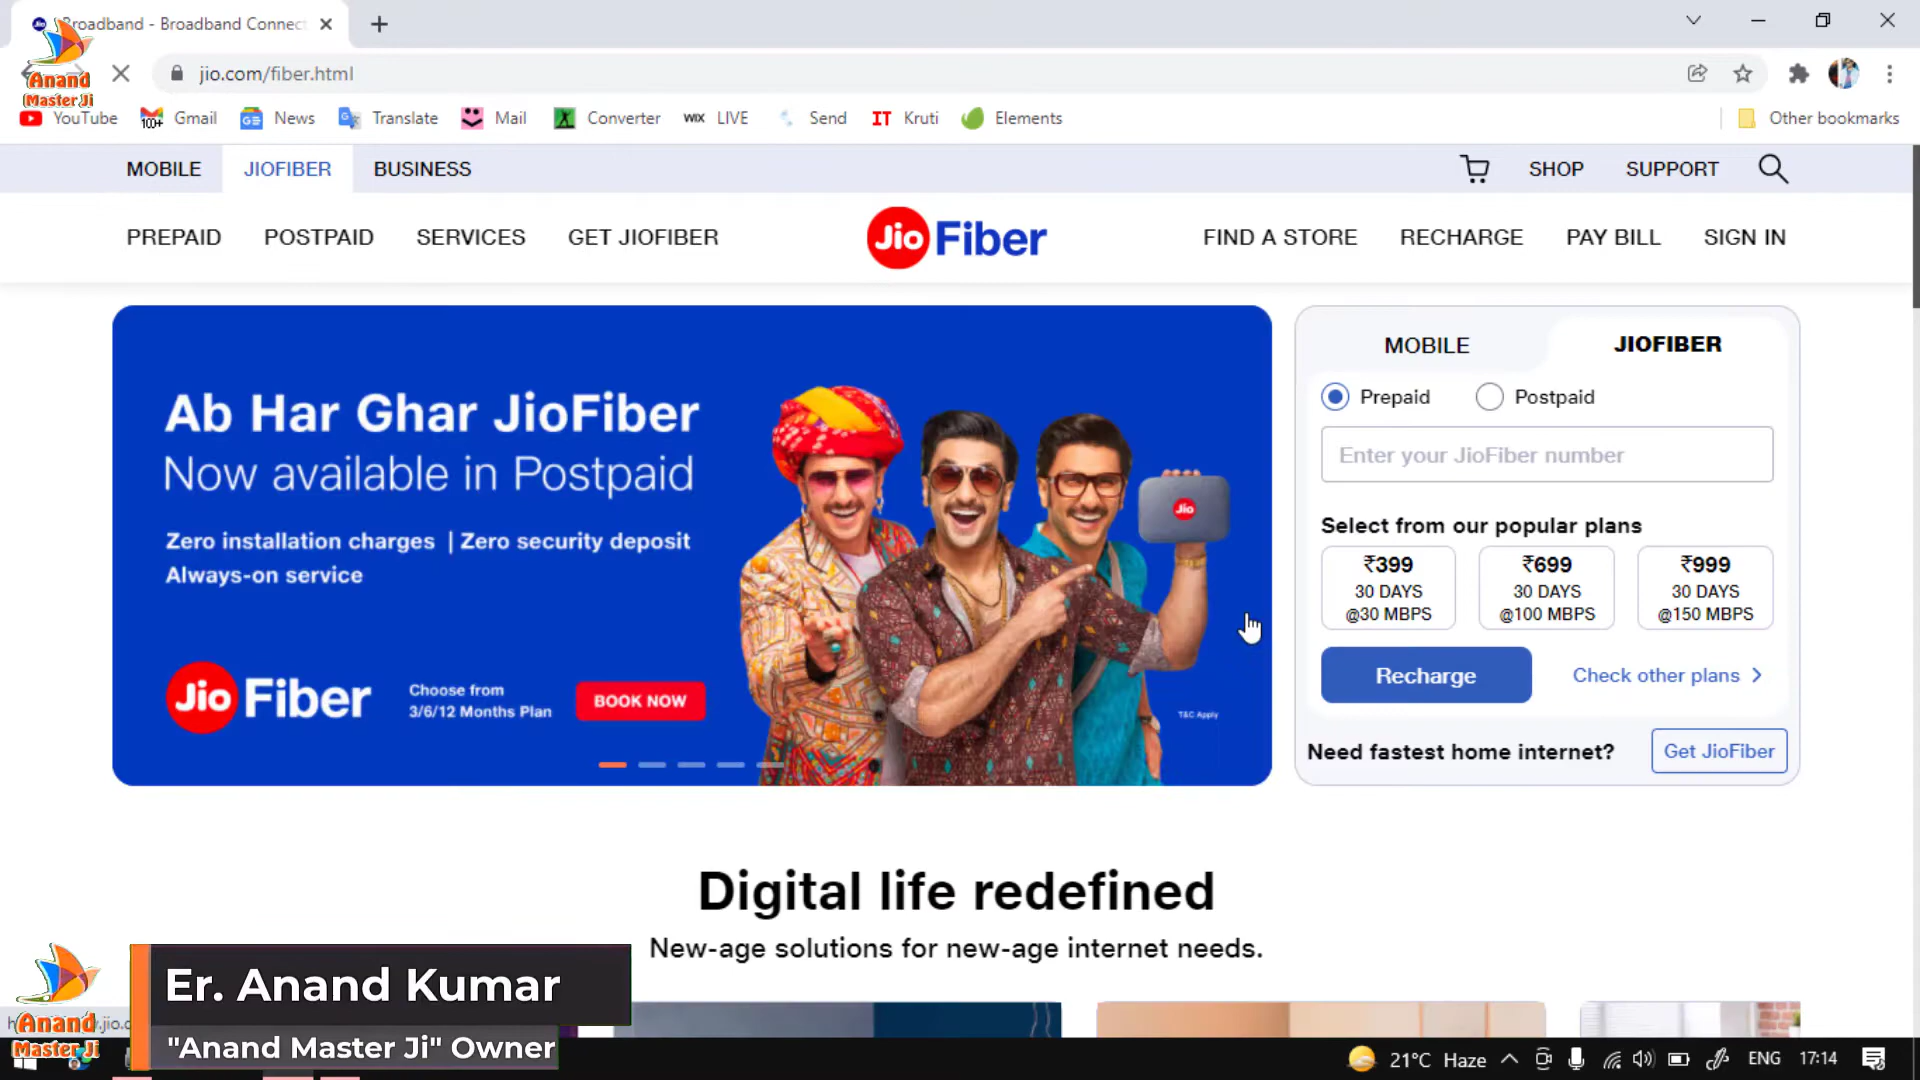 Broadband - Broadband Connec
jio.com/fiber.html
Anand
Master Ji
YouTube
100+
Gmail
News
Translate
Mail
Converter
WIX LIVE
Send
IT Kruti
Elements
Other bookmarks
MOBILE JIOFIBER BUSINESS
SHOP SUPPORT
PREPAID POSTPAID SERVICES GET JIOFIBER
Jio Fiber
FIND A STORE RECHARGE PAY BILL SIGN IN
Ab Har Ghar JioFiber
Now available in Postpaid
Zero installation charges | Zero security deposit
Always-on service
Jio Fiber
Choose from
3/6/12 Months Plan
BOOK NOW
Jio
T&C Apply
MOBILE JIOFIBER
Prepaid Postpaid
Enter your JioFiber number
Select from our popular plans
₹399
30 DAYS
@30 MBPS
₹699
30 DAYS
@100 MBPS
₹999
30 DAYS
@150 MBPS
Recharge
Check other plans
Need fastest home internet?
Get JioFiber
Digital life redefined
New-age solutions for new-age internet needs.
Er. Anand Kumar
"Anand Master Ji" Owner
Anand
Master Ji
21°C Haze
ENG
17:14